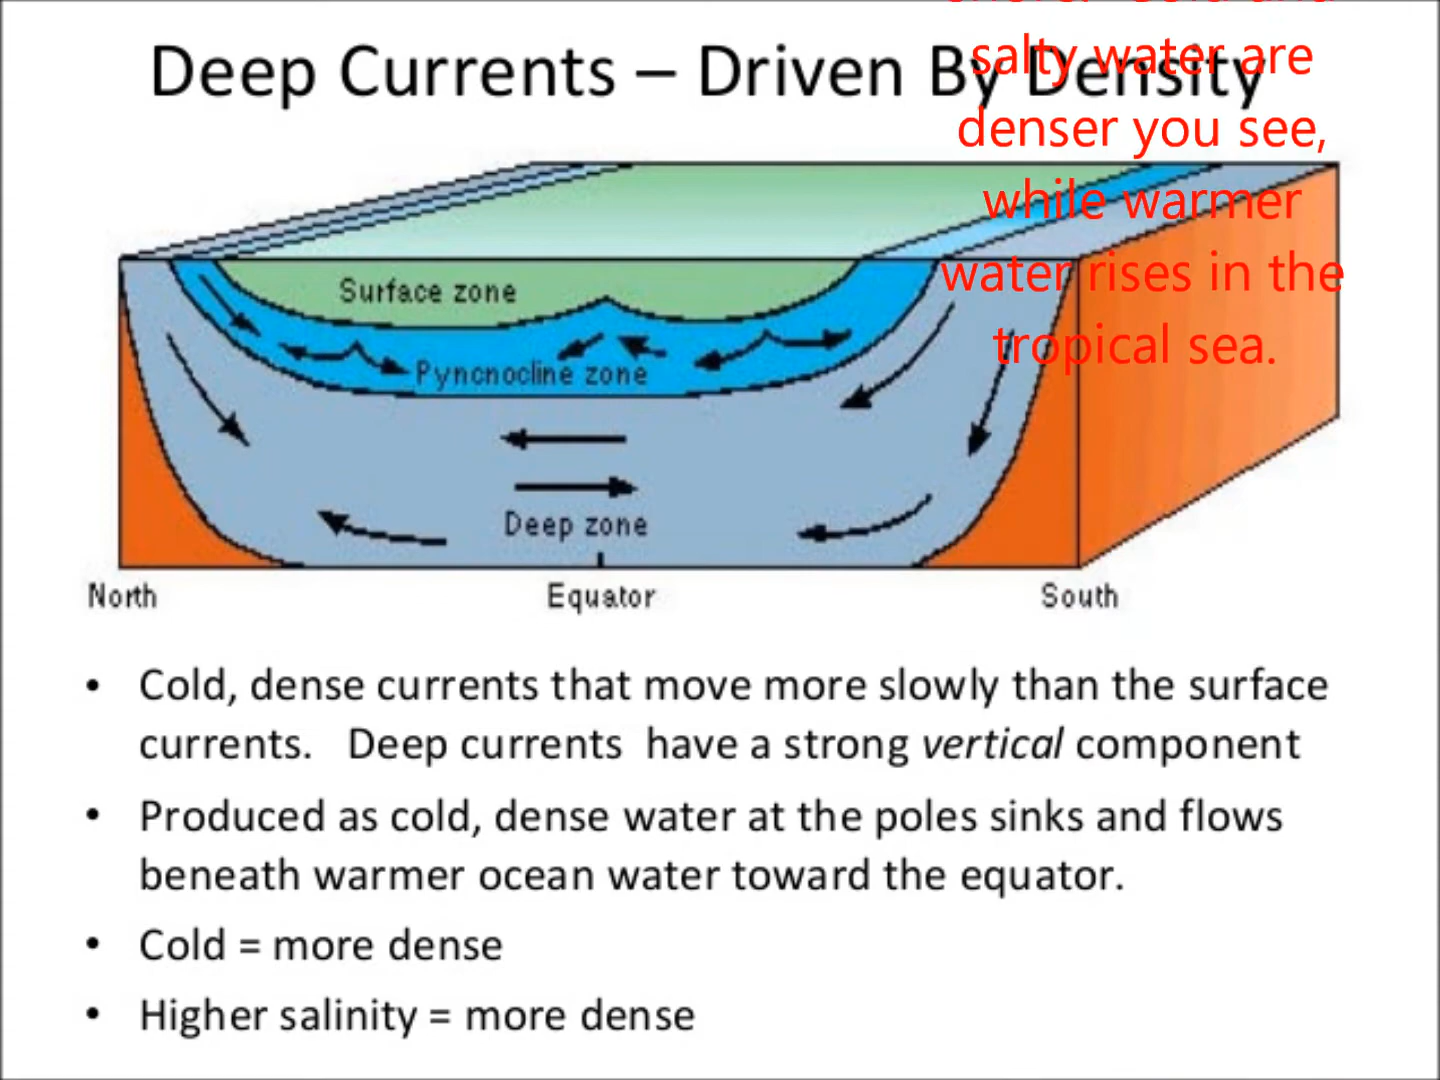 Deep Currents – Driven By Density
salty water are
denser you see,
while warmer
water rises in the
tropical sea.
Surface zone
Pyncnocline zone
Deep zone
North
Equator
South
• Cold, dense currents that move more slowly than the surface
currents. Deep currents have a strong vertical component
• Produced as cold, dense water at the poles sinks and flows
beneath warmer ocean water toward the equator.
• Cold = more dense
• Higher salinity = more dense